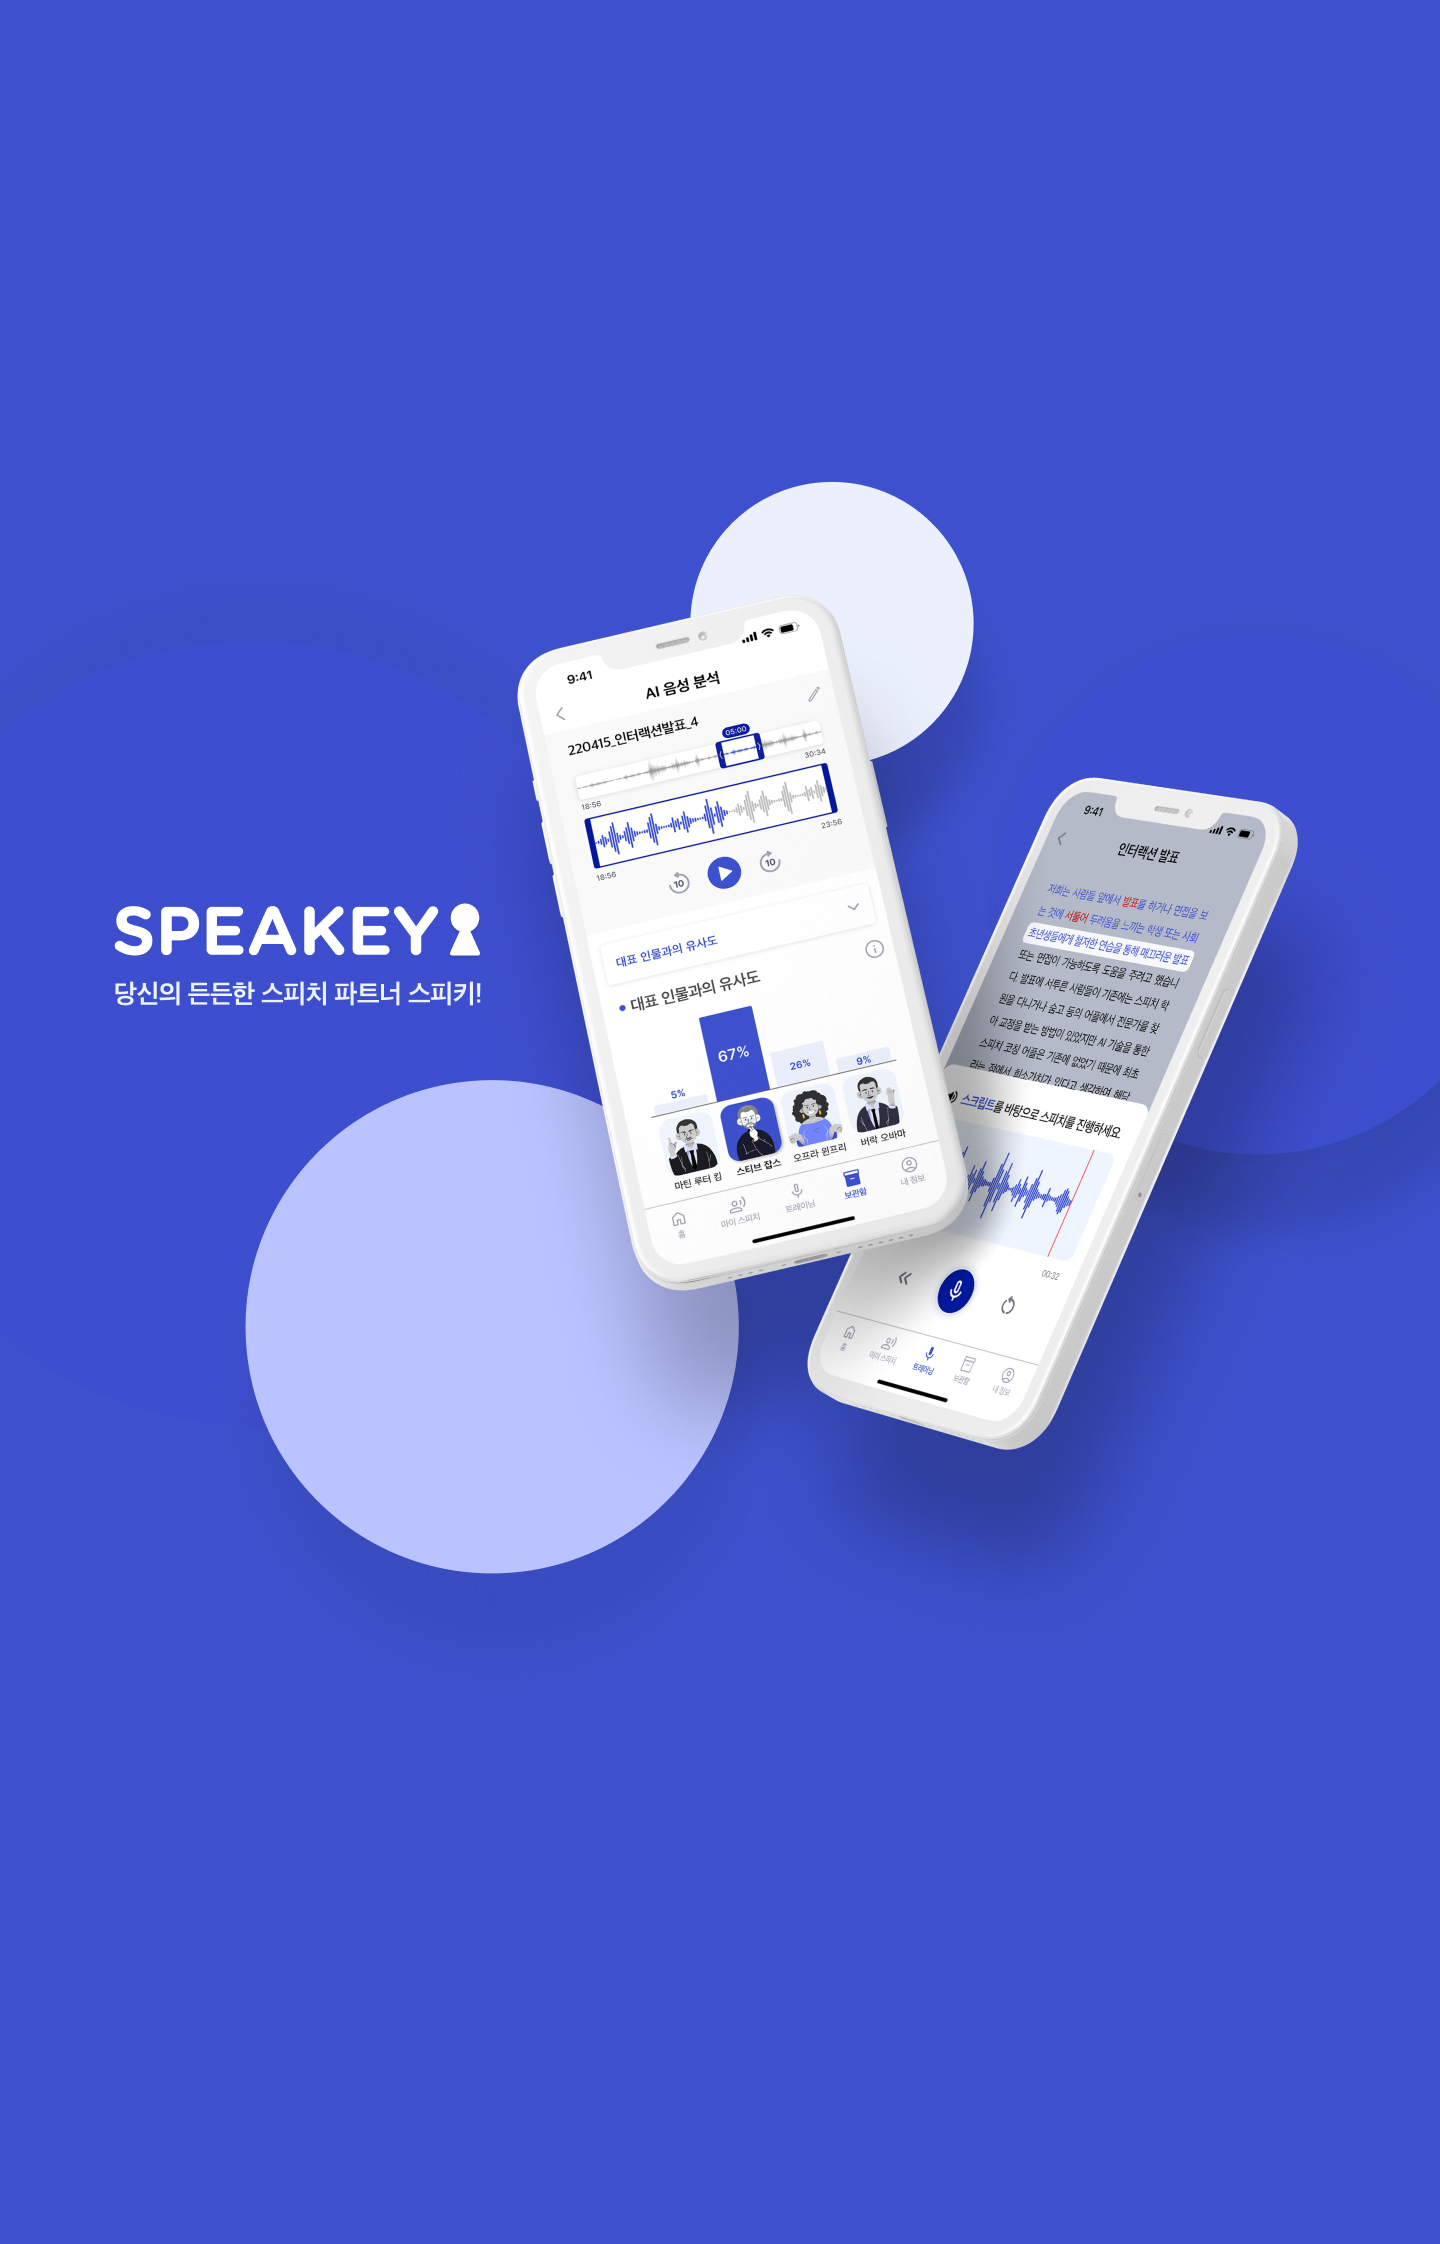 SPEAKEY
당신의 든든한 스피치 파트너 스피키!
9:41
AI 음성 분석
220415_인터랙션발표_4
05:00
18:56
30:34
18:56
23:56
10
10
대표 인물과의 유사도
대표 인물과의 유사도
5%
67%
26%
9%
마틴 루터 킹
스티브 잡스
오프라 윈프리
버락 오바마
홈
마이 스피치
트레이닝
보관함
내 정보
9:41
인터랙션 발표
저희는 사람들 앞에서 발표를 하거나 면접을 보
는 것에 서툴어 두려움을 느끼는 학생 또는 사회
초년생들에게 철저한 연습을 통해 매끄러운 발표
또는 면접이 가능하도록 도움을 주려고 했습니
다. 발표에 서투른 사람들이 기존에는 스피치 학
원을 다니거나 숨고 등의 어플에서 전문가를 찾
아 교정을 받는 방법이 있었지만 AI 기술을 통한
스피치 코칭 어플은 기존에 없었기 때문에 최초
라는 점에서 희소가치가 있다고 생각하며 해당
스크립트를 바탕으로 스피치를 진행하세요
00:32
홈
마이 스피치
트레이닝
보관함
내 정보